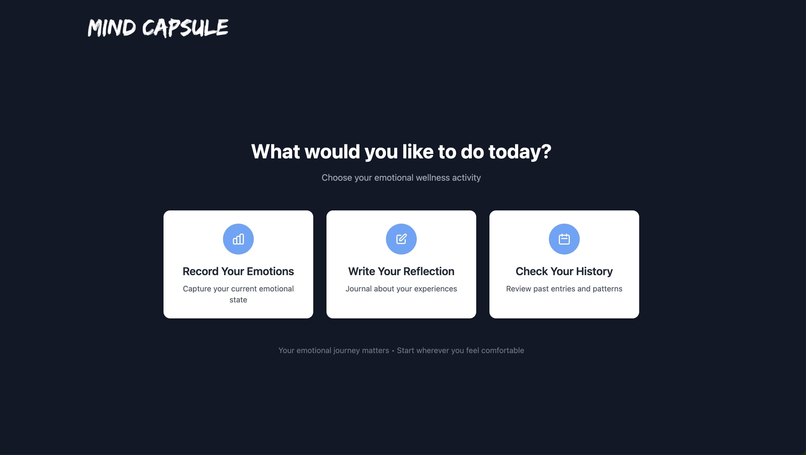 MIND CAPSULE
What would you like to do today?
Choose your emotional wellness activity
Record Your Emotions
Capture your current emotional
state
Write Your Reflection
Journal about your experiences
Check Your History
Review past entries and patterns
Your emotional journey matters • Start wherever you feel comfortable